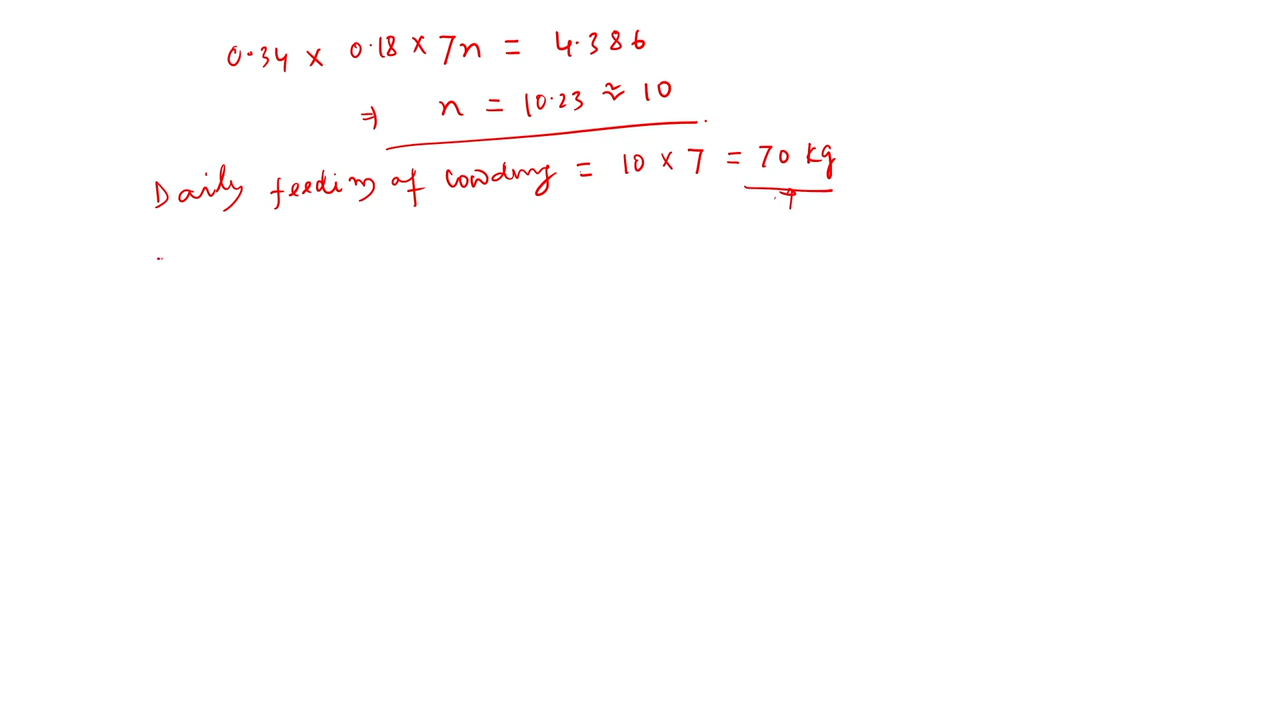 0.34 × 0.18 × 7n = 4.386
⇒ n = 10.23 ≈ 10
Daily feeding of cowdung = 10 × 7 = 70 kg